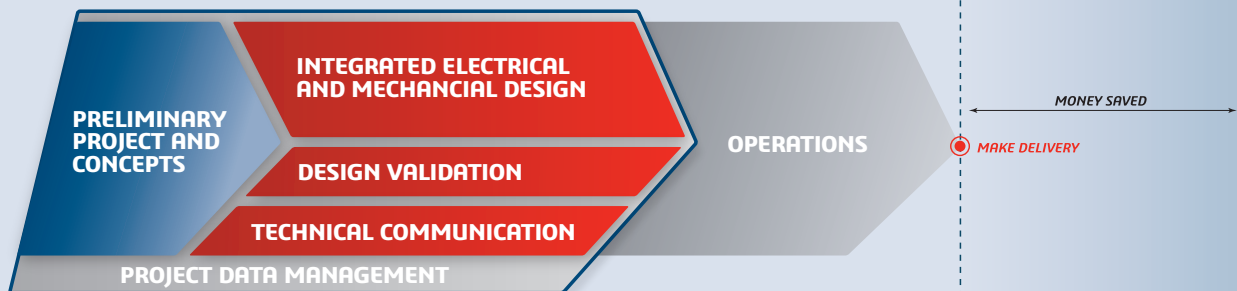 PRELIMINARY
PROJECT AND
CONCEPTS
INTEGRATED ELECTRICAL
AND MECHANCIAL DESIGN
DESIGN VALIDATION
TECHNICAL COMMUNICATION
PROJECT DATA MANAGEMENT
OPERATIONS
MONEY SAVED
MAKE DELIVERY